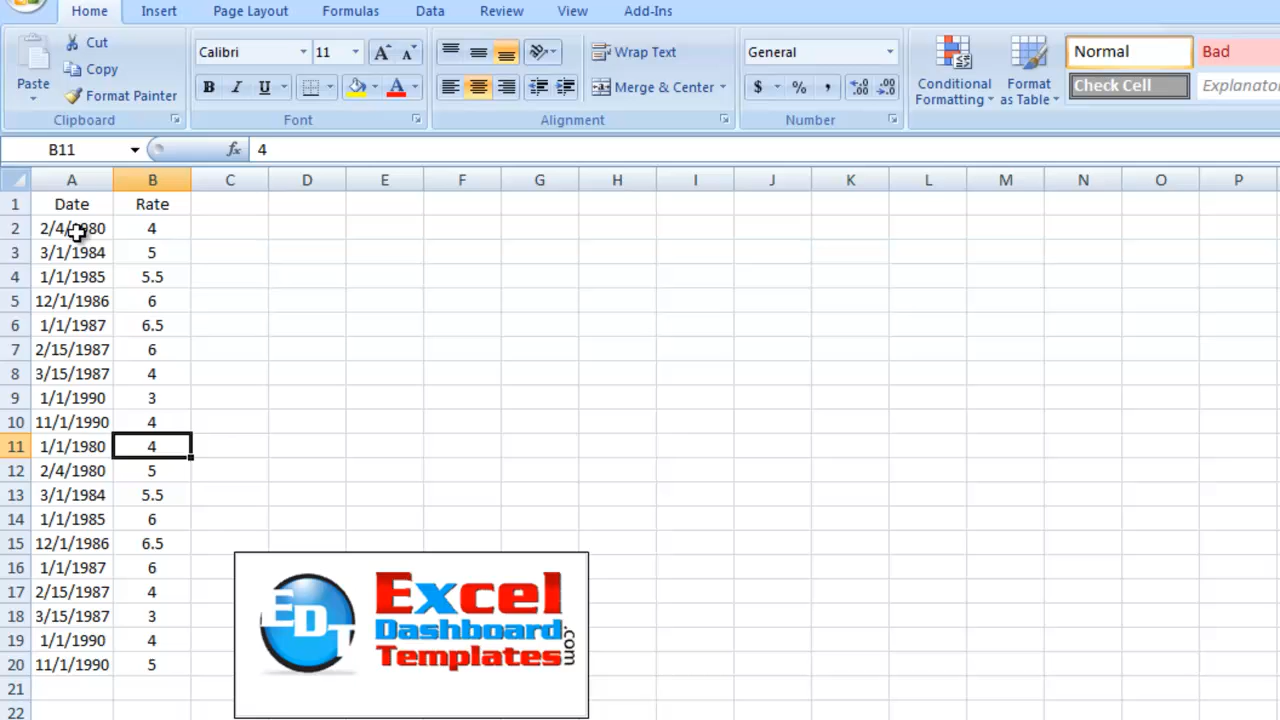 Home Insert Page Layout Formulas Data Review View Add-Ins
Cut
Copy
Format Painter
Paste
Clipboard
Calibri 11 A A
B I U A
Font
Wrap Text
Merge & Center
Alignment
General
$ % , .00 .00
Number
Conditional Formatting
Format as Table
Normal Bad
Check Cell
B11 fx 4
A B C D E F G H I J K L M N O P
1 Date Rate
2 2/4/1980 4
3 3/1/1984 5
4 1/1/1985 5.5
5 12/1/1986 6
6 1/1/1987 6.5
7 2/15/1987 6
8 3/15/1987 4
9 1/1/1990 3
10 11/1/1990 4
11 1/1/1980 4
12 2/4/1980 5
13 3/1/1984 5.5
14 1/1/1985 6
15 12/1/1986 6.5
16 1/1/1987 6
17 2/15/1987 4
18 3/15/1987 3
19 1/1/1990 4
20 11/1/1990 5
21
22
EDT
Excel
Dashboard
Templates
.com